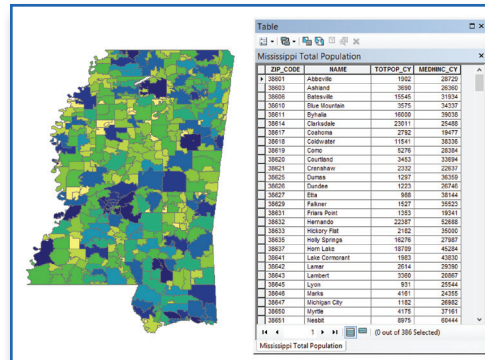 Table
Mississippi Total Population
ZIP_CODE NAME TOTPOP_CY MEDHINC_CY
38601 Abbeville 1902 28729
38603 Ashland 3690 26360
38606 Batesville 15545 31934
38610 Blue Mountain 3575 34337
38611 Byhalia 16000 39038
38614 Clarksdale 23011 25488
38617 Coahoma 2792 19477
38618 Coldwater 11541 38336
38619 Como 5276 28384
38620 Courtland 3453 33694
38621 Crenshaw 2332 22637
38625 Dumas 1297 36359
38626 Dundee 1223 26746
38627 Etta 988 38144
38629 Falkner 1527 35523
38631 Friars Point 1353 19341
38632 Hernando 22387 52688
38633 Hickory Flat 2182 35000
38635 Holly Springs 16276 27987
38637 Horn Lake 18709 45284
38641 Lake Cormorant 1983 43830
38642 Lamar 2614 29390
38643 Lambert 3360 20867
38645 Lyon 931 25544
38646 Marks 4161 24355
38647 Michigan City 1182 26982
38650 Myrtle 4175 37161
38651 Nesbit 8975 60444
1 (0 out of 386 Selected)
Mississippi Total Population